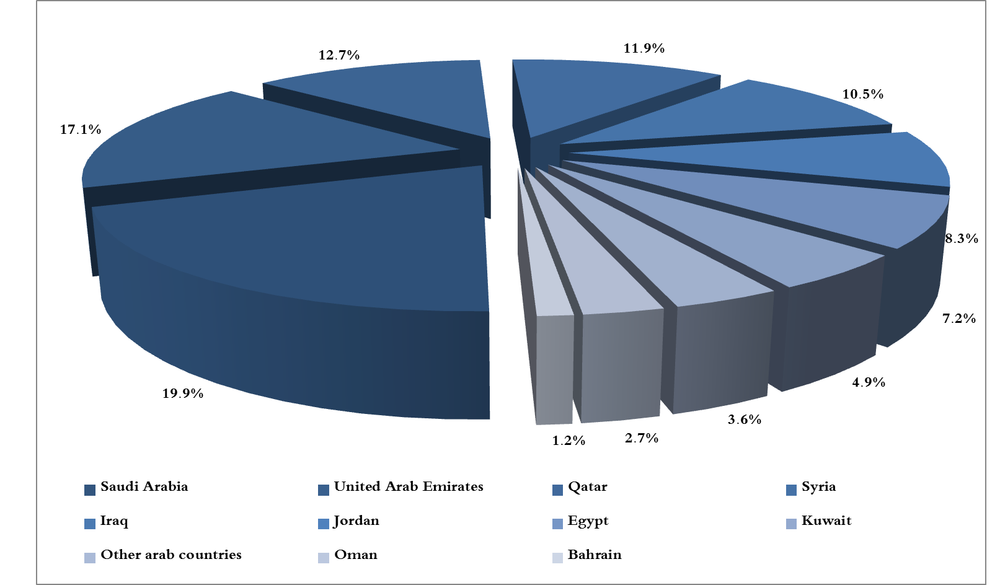 12.7%
11.9%
10.5%
17.1%
8.3%
7.2%
4.9%
19.9%
3.6%
2.7%
1.2%
Saudi Arabia
United Arab Emirates
Qatar
Syria
Iraq
Jordan
Egypt
Kuwait
Other arab countries
Oman
Bahrain